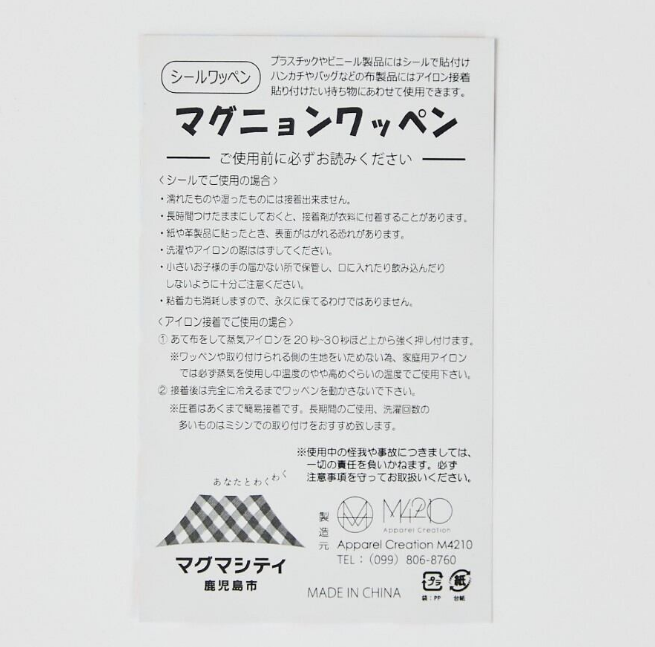 シールワッペン
プラスチックやビニール製品にはシールで貼付け
ハンカチやバッグなどの布製品にはアイロン接着
貼り付けたい持ち物にあわせて使用できます。
マグニョンワッペン
ご使用前に必ずお読みください
〈シールでご使用の場合〉
・濡れたものや湿ったものには接着出来ません。
・長時間つけたままにしておくと、接着剤が衣料に付着することがあります。
・紙や革製品に貼ったとき、表面がはがれる恐れがあります。
・洗濯やアイロンの際ははずしてください。
・小さいお子様の手の届かない所で保管し、口に入れたり飲み込んだり
しないように十分ご注意ください。
・粘着力も消耗しますので、永久に保てるわけではありません。
〈アイロン接着でご使用の場合〉
① あて布をして蒸気アイロンを20秒~30秒ほど上から強く押し付けます。
※ワッペンや取り付けられる側の生地をいためない為、家庭用アイロン
では必ず蒸気を使用し中温度のやや高めぐらいの温度でご使用下さい。
② 接着後は完全に冷えるまでワッペンを動かさないで下さい。
※圧着はあくまで簡易接着です。長期間のご使用、洗濯回数の
多いものはミシンでの取り付けをおすすめ致します。
※使用中の怪我や事故につきましては、
一切の責任を負いかねます。必ず
注意事項を守ってお取扱いください。
あなたとわくわく
マグマシティ
鹿児島市
製造元
M4210
Apparel Creation
Apparel Creation M4210
TEL：（099）806-8760
MADE IN CHINA
プラ
袋：PP
紙
台紙